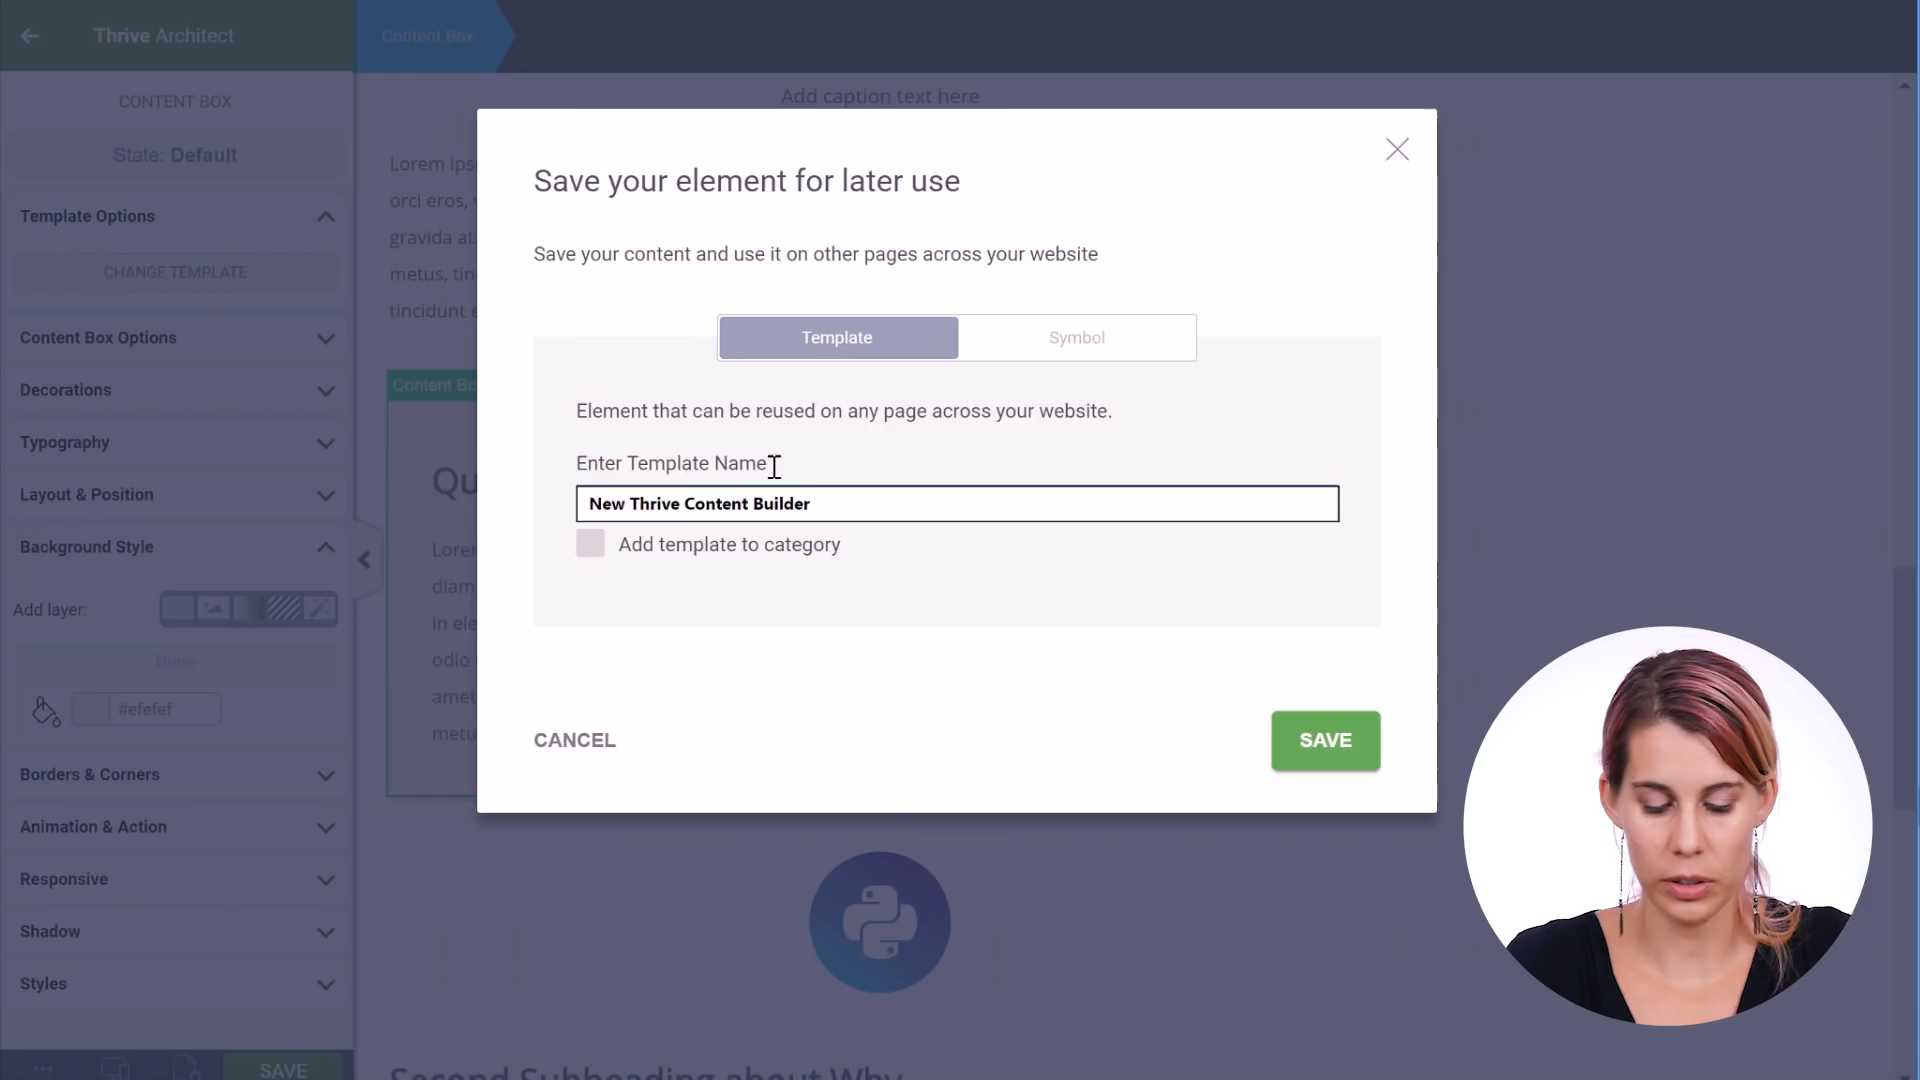 Thrive Architect
Content Box
CONTENT BOX
State: Default
Template Options
CHANGE TEMPLATE
Content Box Options
Decorations
Typography
Layout & Position
Background Style
Add layer:
None
#efefef
Borders & Corners
Animation & Action
Responsive
Shadow
Styles
SAVE
Add caption text here
Lorem ips
orci eros,
gravida at
metus, tin
tincidunt e
Content Bo
Qu
Lorem
diam
in ele
odio
amet
metu
Save your element for later use
Save your content and use it on other pages across your website
Template
Symbol
Element that can be reused on any page across your website.
Enter Template Name
New Thrive Content Builder
Add template to category
CANCEL
SAVE
Second Subheading about Why